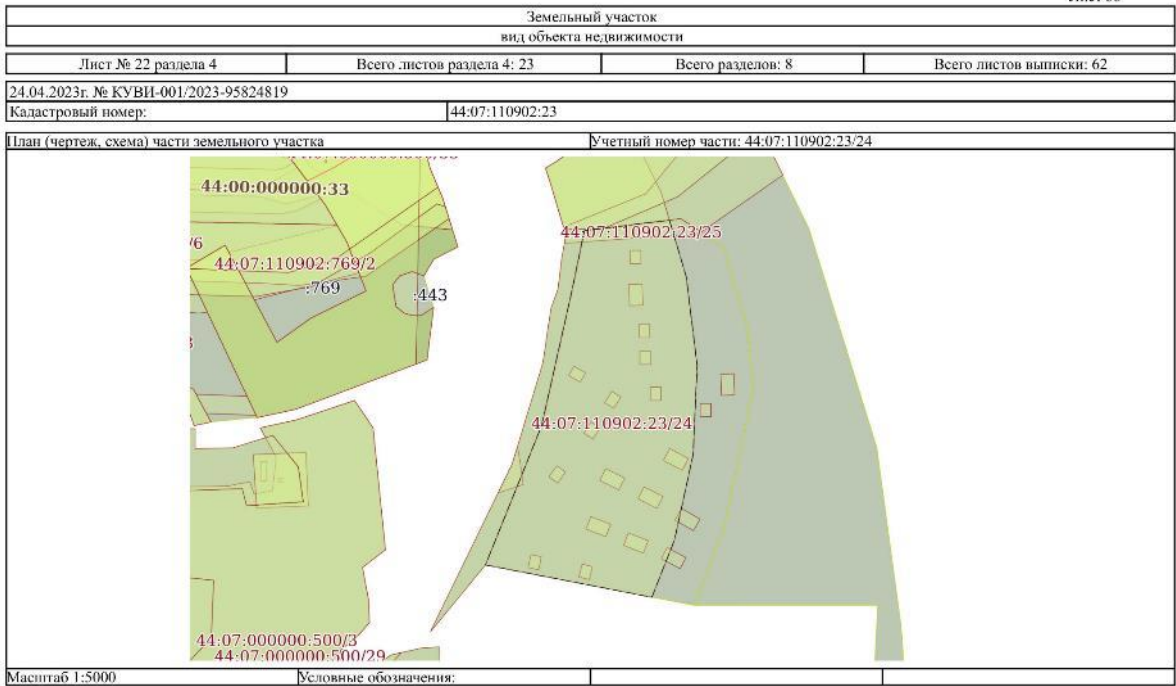 Земельный участок
вид объекта недвижимости
Лист № 22 раздела 4 Всего листов раздела 4: 23 Всего разделов: 8 Всего листов выписки: 62
24.04.2023г. № КУВИ-001/2023-95824819
Кадастровый номер: 44:07:110902:23
План (чертеж, схема) части земельного участка Учетный номер части: 44:07:110902:23/24
44:00:000000:33
44:07:110902:23/25
/6
44:07:110902:769/2
:769
:443
44:07:110902:23/24
44:07:000000:500/3
44:07:000000:500/29
Масштаб 1:5000 Условные обозначения: